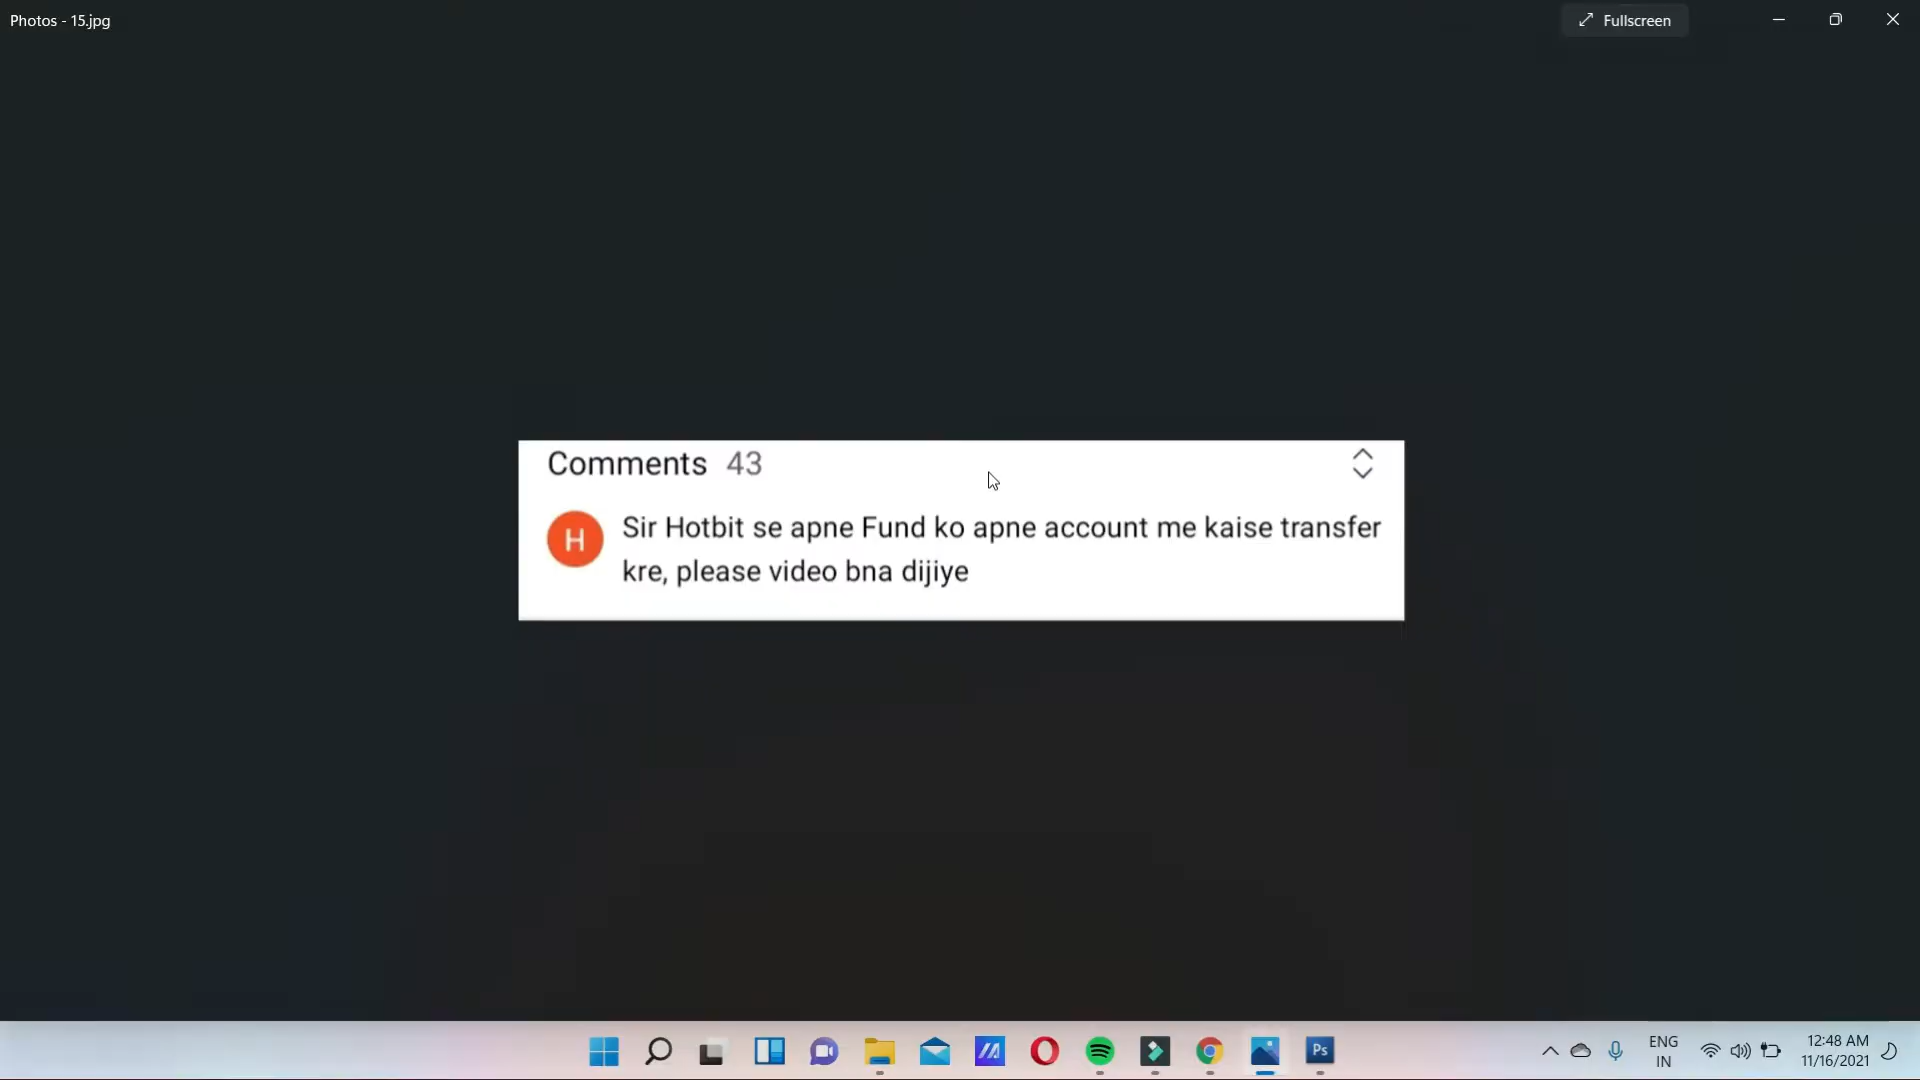 Photos - 15.jpg
Fullscreen
Comments 43
H
Sir Hotbit se apne Fund ko apne account me kaise transfer
kre, please video bna dijiye
Ps
ENG
IN
12:48 AM
11/16/2021